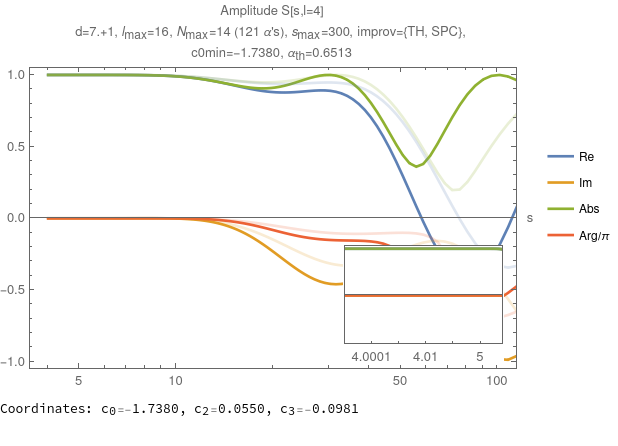 Amplitude S[s,l=4]
d=7.+1, lmax=16, Nmax=14 (121 α's), smax=300, improv={TH, SPC},
c0min=-1.7380, αth=0.6513
1.0
0.5
0.0
-0.5
-1.0
5
10
50
100
s
4.0001
4.01
5
Re
Im
Abs
Arg/π
Coordinates: c0=-1.7380, c2=0.0550, c3=-0.0981